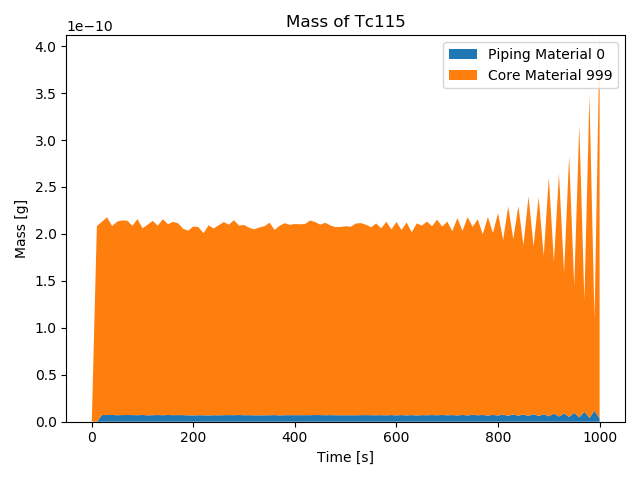 Mass of Tc115
1e−10
Piping Material 0
Core Material 999
4.0
3.5
3.0
2.5
2.0
1.5
1.0
0.5
0.0
Mass [g]
0 200 400 600 800 1000
Time [s]